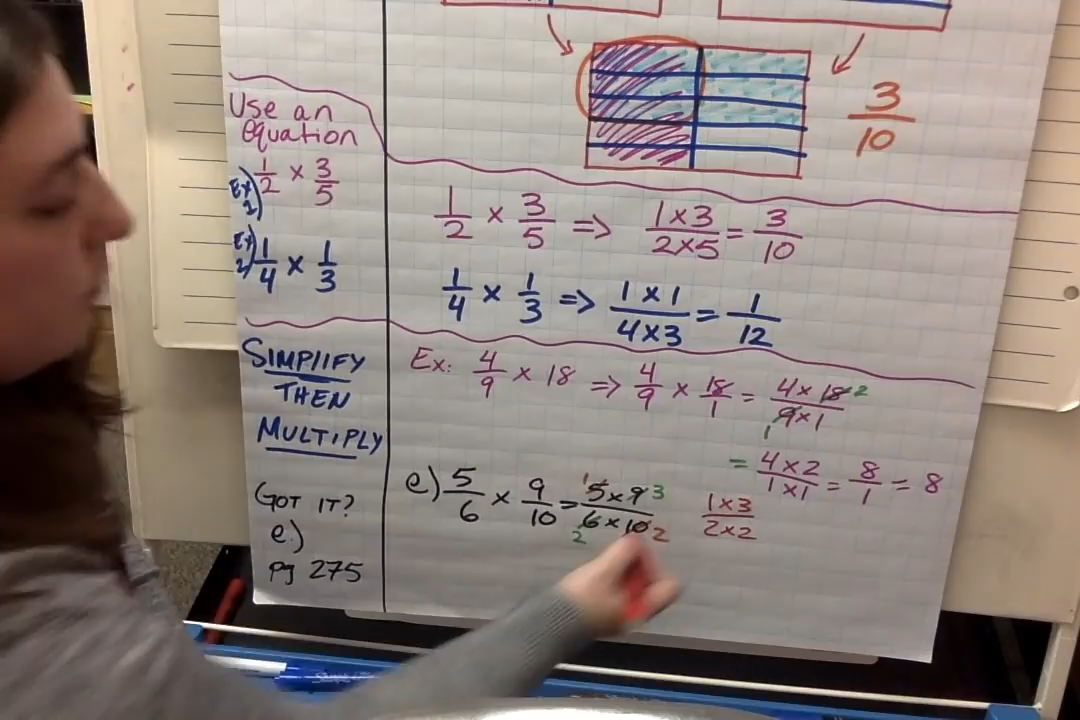 3/10
Use an
equation
Ex 1/2 × 3/5
Ex 2) 1/4 × 1/3
1/2 × 3/5 => 1×3/2×5 = 3/10
1/4 × 1/3 => 1×1/4×3 = 1/12
SIMPLIFY
THEN
MULTIPLY
Ex: 4/9 × 18 => 4/9 × 18/1 = 4×18 2/9×1 1
= 4×2/1×1 = 8/1 = 8
GOT IT?
e.)
pg 275
e) 5/6 × 9/10 = 1 5×9 3/2 6×10 2 1×3/2×2